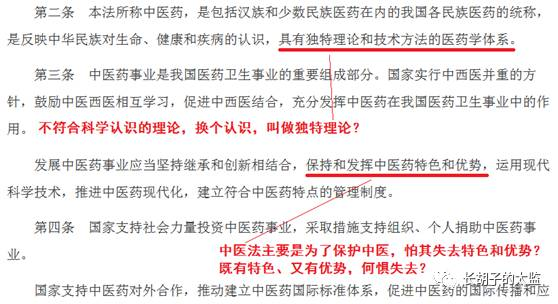 第二条　本法所称中医药，是包括汉族和少数民族医药在内的我国各民族医药的统称，
是反映中华民族对生命、健康和疾病的认识，具有独特理论和技术方法的医药学体系。
第三条　中医药事业是我国医药卫生事业的重要组成部分。国家实行中西医并重的方
针，鼓励中医西医相互学习，促进中西医结合，充分发挥中医药在我国医药卫生事业中的作
用。 不符合科学认识的理论，换个认识，叫做独特理论？
发展中医药事业应当坚持继承和创新相结合，保持和发挥中医药特色和优势，运用现代
科学技术，推进中医药现代化，建立符合中医药特点的管理制度。
第四条　国家支持社会力量投资中医药事业，采取措施支持组织、个人捐助中医药事
业。 中医法主要是为了保护中医，怕其失去特色和优势？
既有特色、又有优势，何惧失去？
长胡子的太监
国家支持中医药对外合作，推动建立中医药国际标准体系，促进中医药的国际传播和应